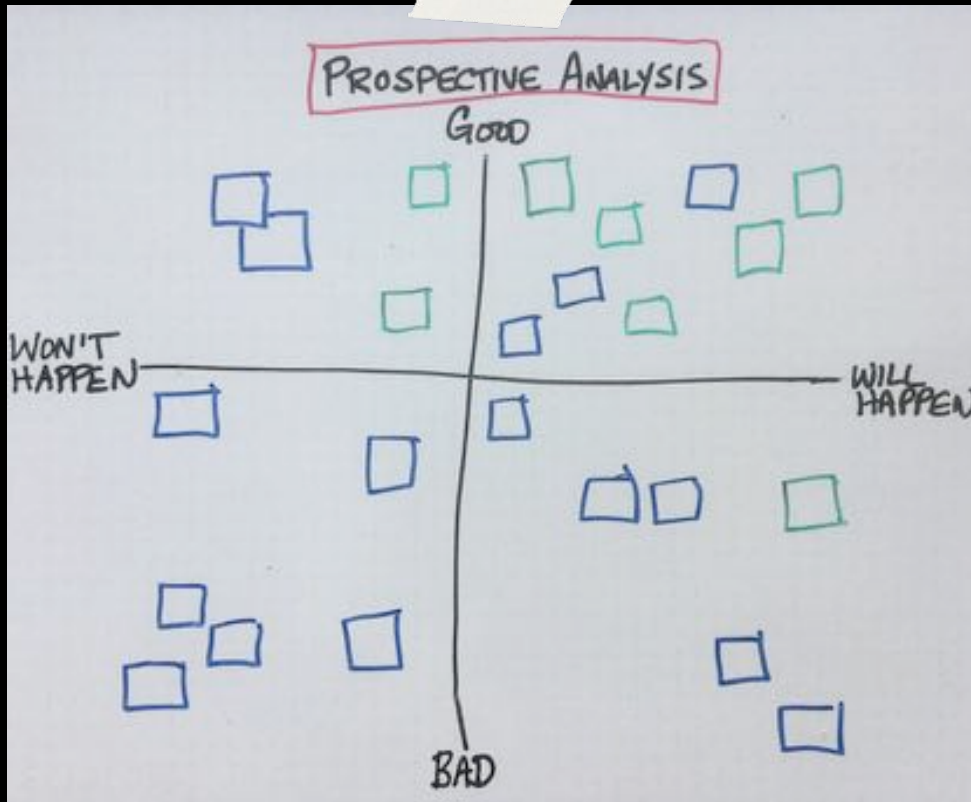 PROSPECTIVE ANALYSIS
GOOD
WON'T
HAPPEN
WILL
HAPPEN
BAD